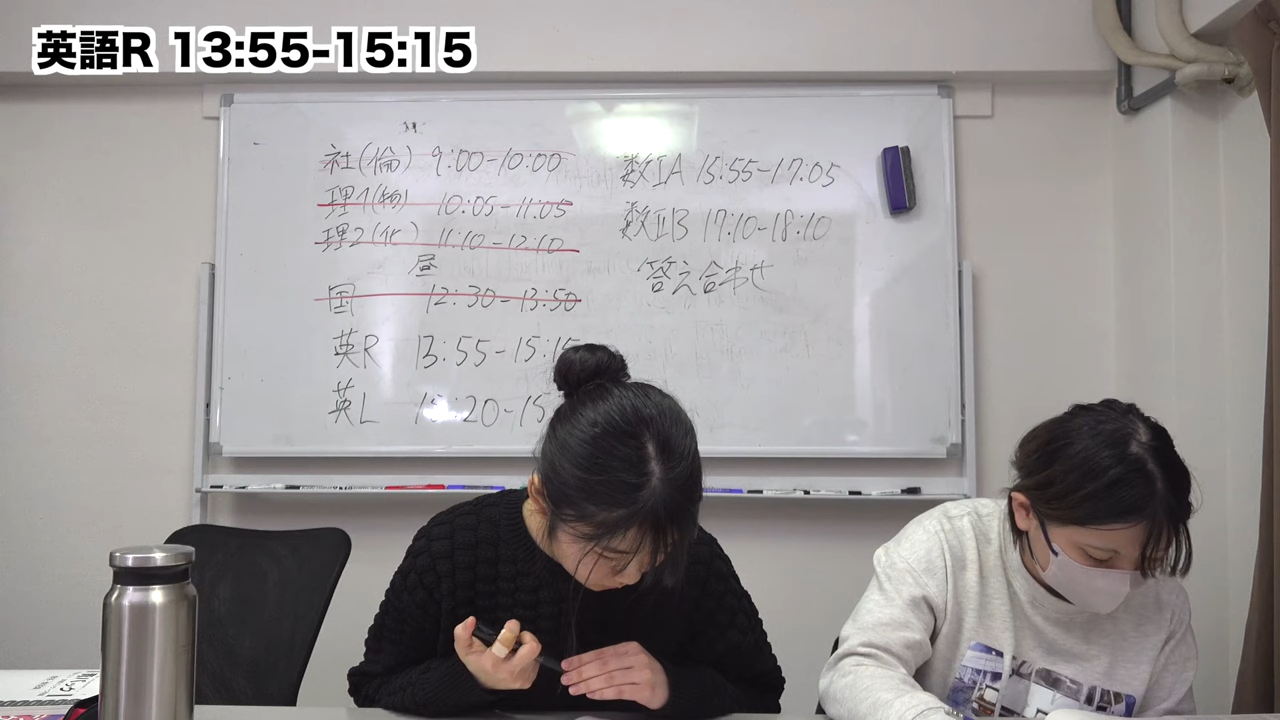 英語R 13:55-15:15
社(倫) 9:00-10:00
理1(物) 10:05-11:05
理2(化) 11:10-12:10
昼
国 12:30-13:50
英R 13:55-15:15
英L 15:20-15
数ⅠA 15:55-17:05
数ⅡB 17:10-18:10
答え合わせ